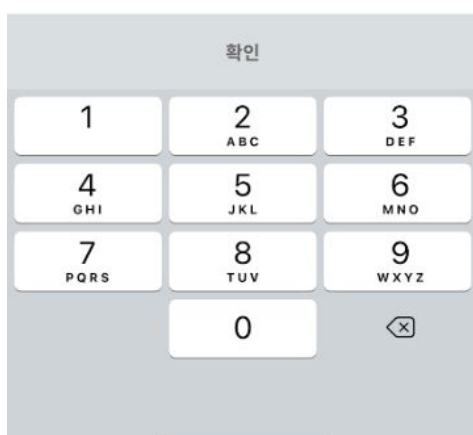 확인
1 2 3
ABC DEF
4 5 6
GHI JKL MNO
7 8 9
PQRS TUV WXYZ
0